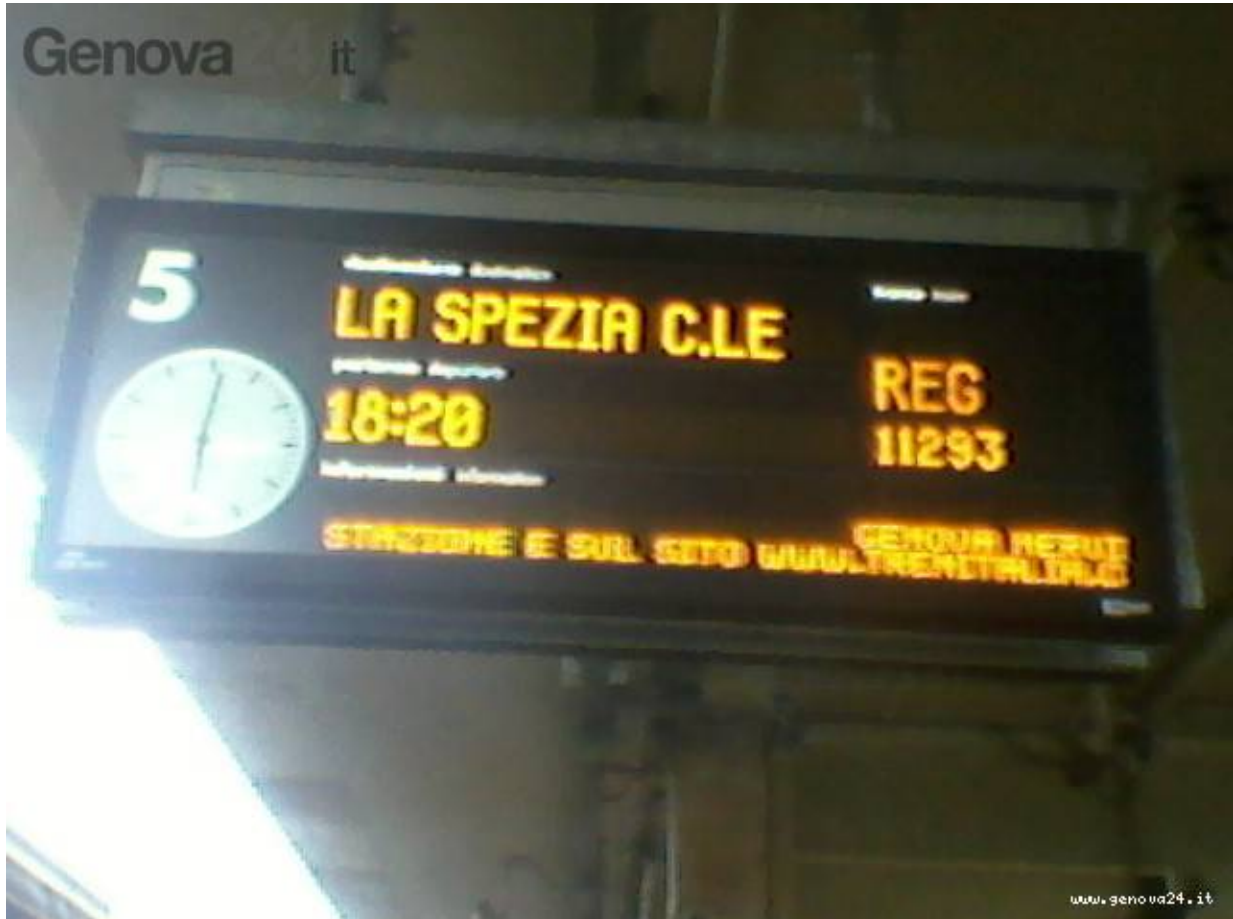 Genova24.it
5
LA SPEZIA C.LE
18:20
REG
11293
GENOVA NERVI
STAZIONE E SUL SITO WWW.TRENITALIA.C
www.genova24.it